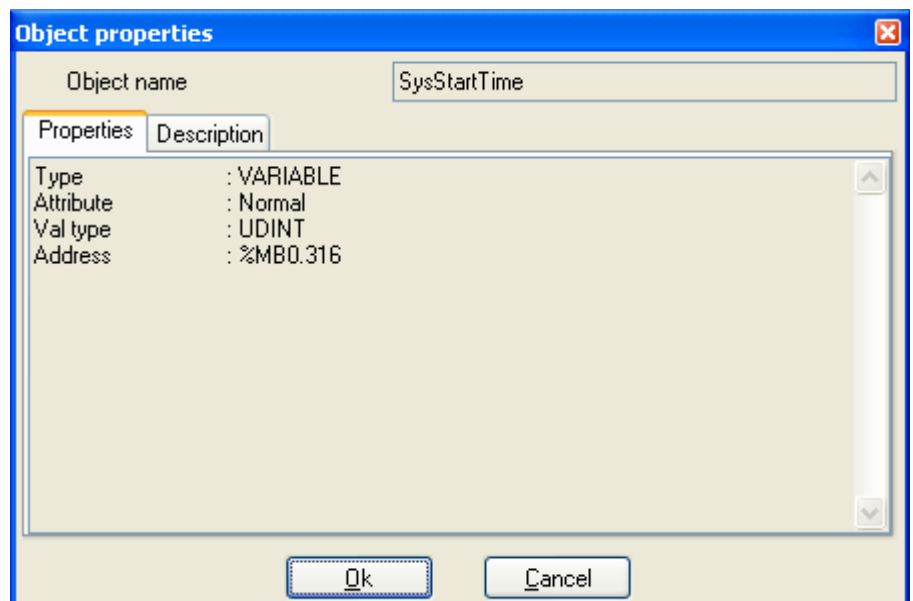 Object properties
Object name SysStartTime
Properties Description
Type : VARIABLE
Attribute : Normal
Val type : UDINT
Address : %MB0.316
Ok Cancel